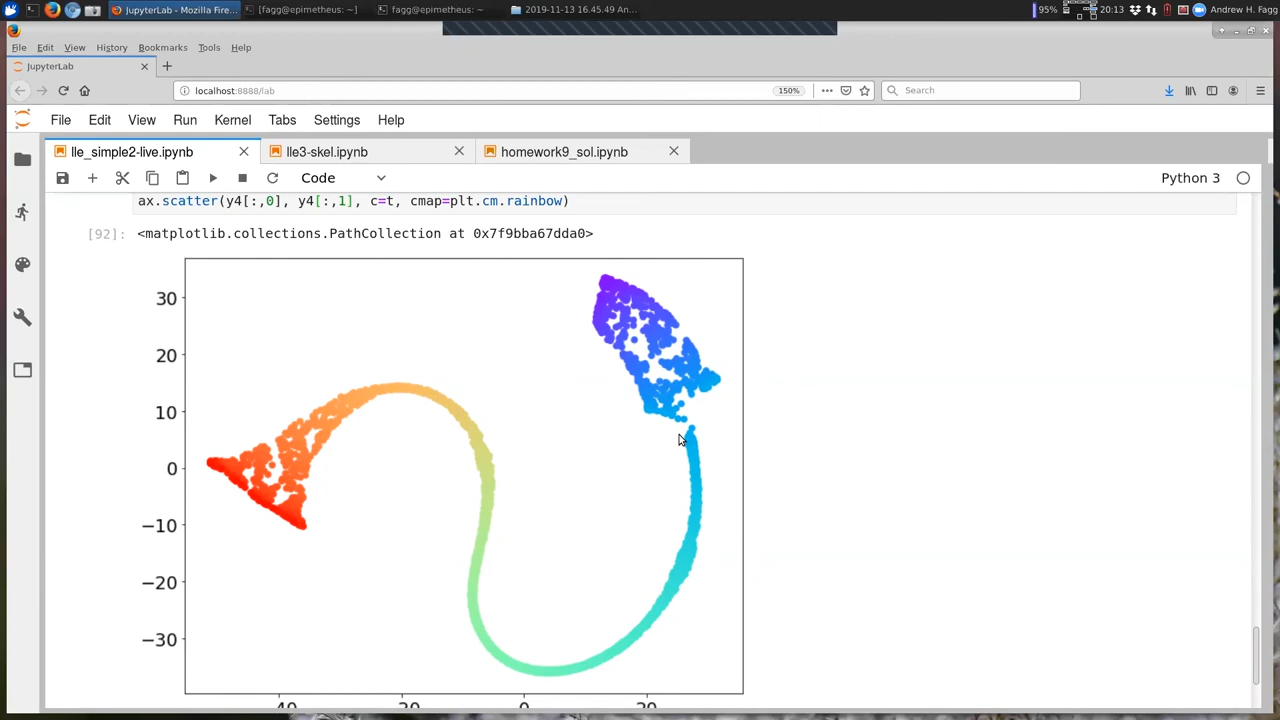 JupyterLab - Mozilla Fire... [fagg@epimetheus: ~] fagg@epimetheus: ~ 2019-11-13 16.45.49 An... 95% 20:13 Andrew H. Fagg
File Edit View History Bookmarks Tools Help
JupyterLab
localhost:8888/lab 150% Search
File Edit View Run Kernel Tabs Settings Help
lle_simple2-live.ipynb lle3-skel.ipynb homework9_sol.ipynb
Code Python 3
ax.scatter(y4[:,0], y4[:,1], c=t, cmap=plt.cm.rainbow)
[92]: <matplotlib.collections.PathCollection at 0x7f9bba67dda0>
30
20
10
0
−10
−20
−30